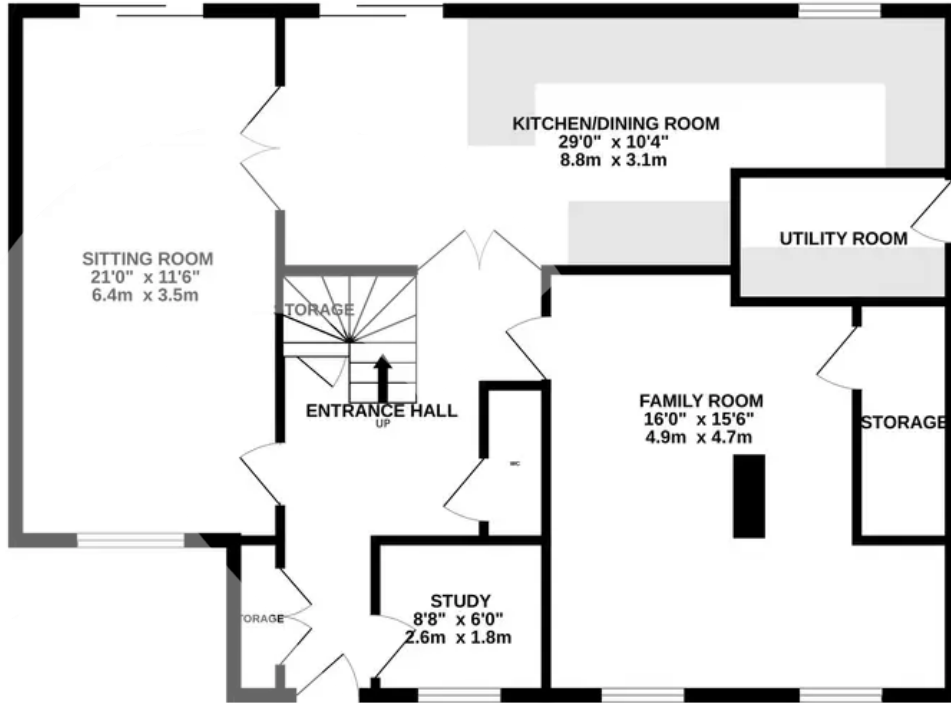 KITCHEN/DINING ROOM
29'0" x 10'4"
8.8m x 3.1m
UTILITY ROOM
SITTING ROOM
21'0" x 11'6"
6.4m x 3.5m
STORAGE
ENTRANCE HALL
UP
FAMILY ROOM
16'0" x 15'6"
4.9m x 4.7m
STORAGE
WC
STUDY
8'8" x 6'0"
2.6m x 1.8m
STORAGE